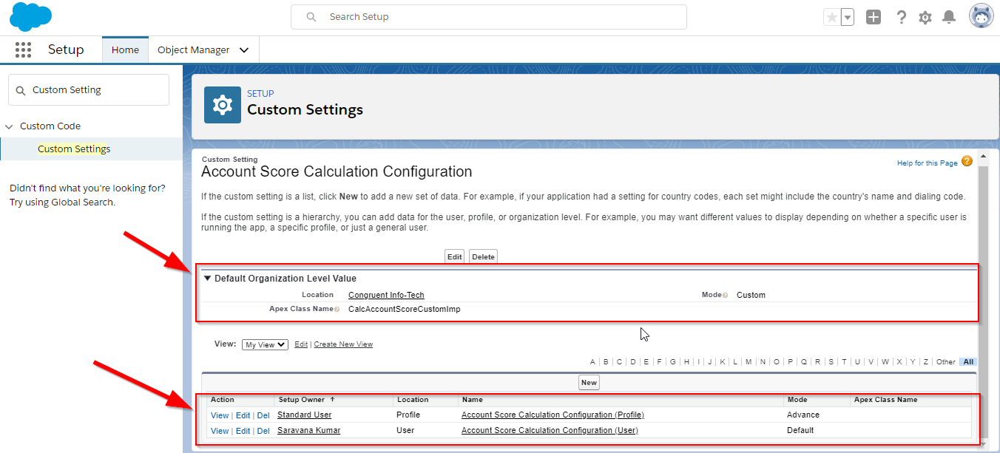 Search Setup
Setup Home Object Manager
Custom Setting
Custom Code
Custom Settings
Didn't find what you're looking for?
Try using Global Search.
SETUP
Custom Settings
Custom Setting
Help for this Page ?
Account Score Calculation Configuration
If the custom setting is a list, click New to add a new set of data. For example, if your application had a setting for country codes, each set might include the country's name and dialing code.
If the custom setting is a hierarchy, you can add data for the user, profile, or organization level. For example, you may want different values to display depending on whether a specific user is
running the app, a specific profile, or just a general user.
Edit Delete
Default Organization Level Value
Location Congruent Info-Tech Mode Custom
Apex Class Name CalcAccountScoreCustomImp
View: My View Edit | Create New View
A | B | C | D | E | F | G | H | I | J | K | L | M | N | O | P | Q | R | S | T | U | V | W | X | Y | Z | Other | All
New
Action Setup Owner ↑ Location Name Mode Apex Class Name
View | Edit | Del Standard User Profile Account Score Calculation Configuration (Profile) Advance
View | Edit | Del Saravana Kumar User Account Score Calculation Configuration (User) Default